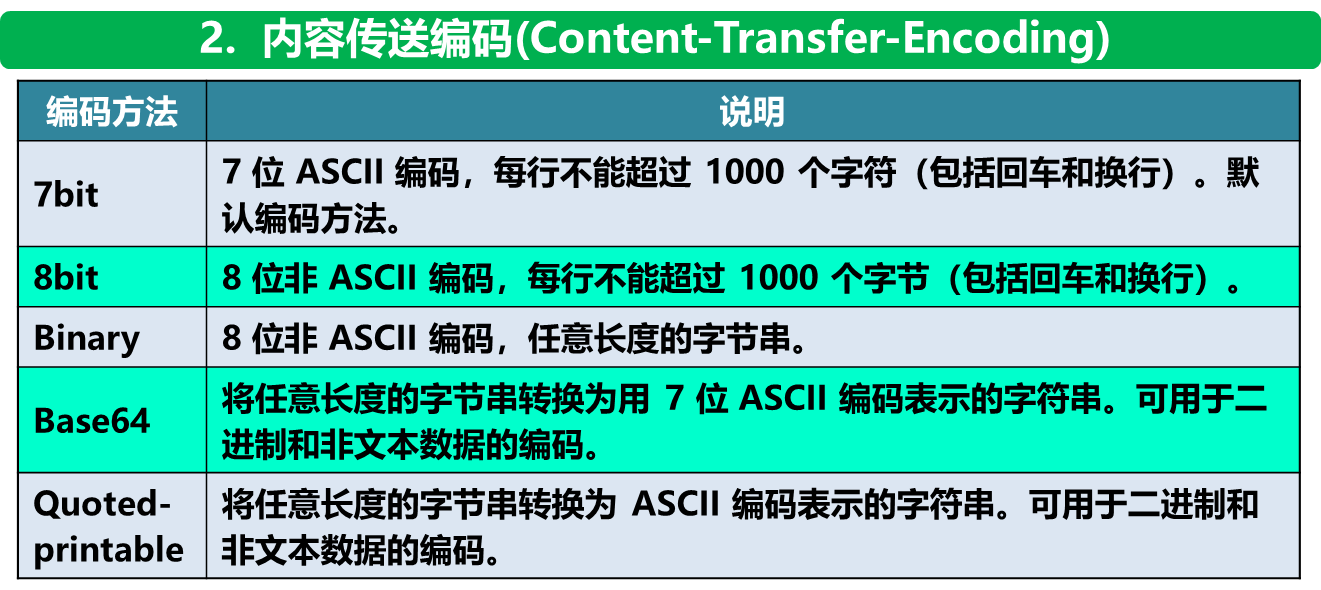 2. 内容传送编码(Content-Transfer-Encoding)
编码方法
说明
7bit
7 位 ASCII 编码，每行不能超过 1000 个字符（包括回车和换行）。默
认编码方法。
8bit
8 位非 ASCII 编码，每行不能超过 1000 个字节（包括回车和换行）。
Binary
8 位非 ASCII 编码，任意长度的字节串。
Base64
将任意长度的字节串转换为用 7 位 ASCII 编码表示的字符串。可用于二
进制和非文本数据的编码。
Quoted-
printable
将任意长度的字节串转换为 ASCII 编码表示的字符串。可用于二进制和
非文本数据的编码。